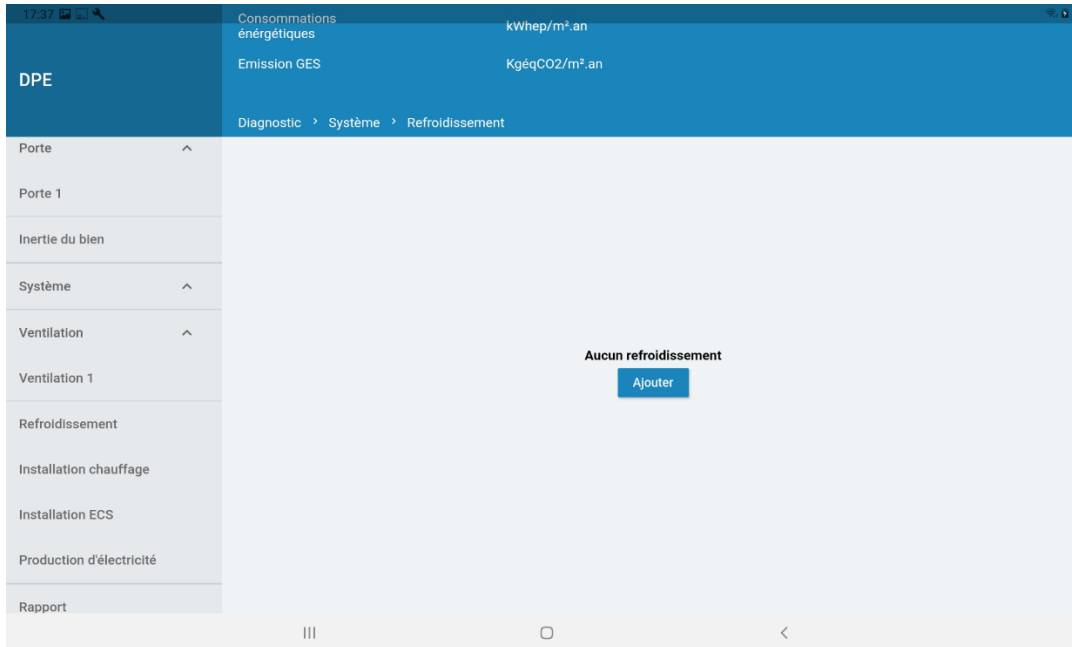 17:37
Consommations
énérgétiques
kWhep/m².an
Emission GES
KgéqCO2/m².an
DPE
Diagnostic > Système > Refroidissement
Porte
Porte 1
Inertie du bien
Système
Ventilation
Ventilation 1
Refroidissement
Installation chauffage
Installation ECS
Production d'électricité
Rapport
Aucun refroidissement
Ajouter